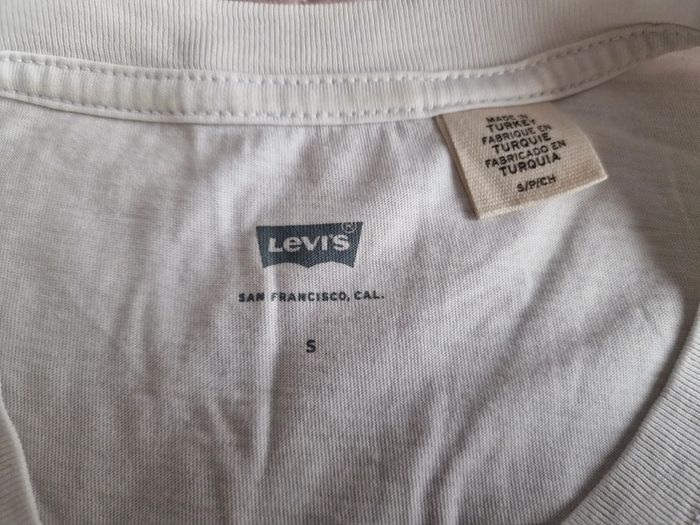 MADE IN
TURKEY
FABRIQUE EN
TURQUIE
FABRICADO EN
TURQUIA
S/P/CH
Levi's®
SAN FRANCISCO, CAL.
S